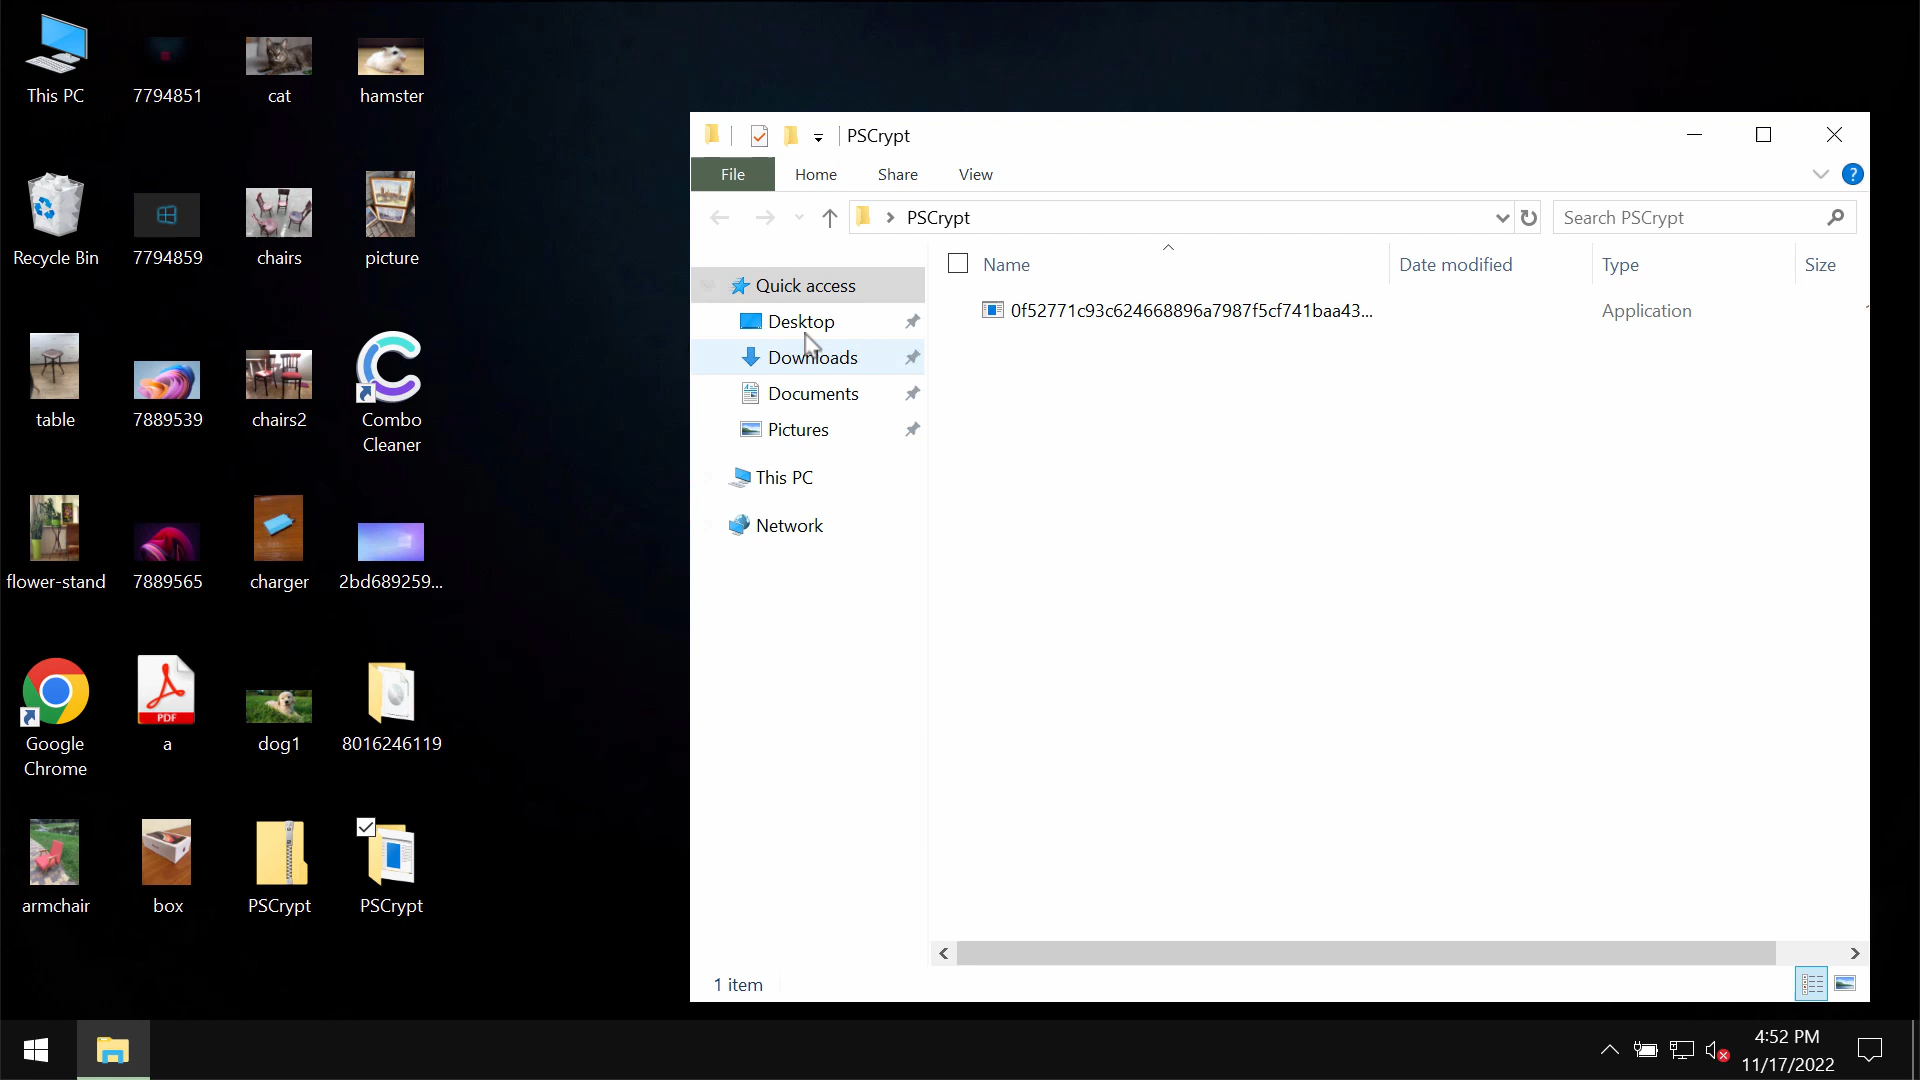 This PC
7794851
cat
hamster
Recycle Bin
7794859
chairs
picture
table
7889539
chairs2
Combo
Cleaner
flower-stand
7889565
charger
2bd689259...
Google
Chrome
a
PDF
dog1
8016246119
armchair
box
PSCrypt
PSCrypt
PSCrypt
File
Home
Share
View
?
PSCrypt
Search PSCrypt
Name
Date modified
Type
Size
0f52771c93c624668896a7987f5cf741baa43...
Application
Quick access
Desktop
Downloads
Documents
Pictures
This PC
Network
1 item
4:52 PM
11/17/2022